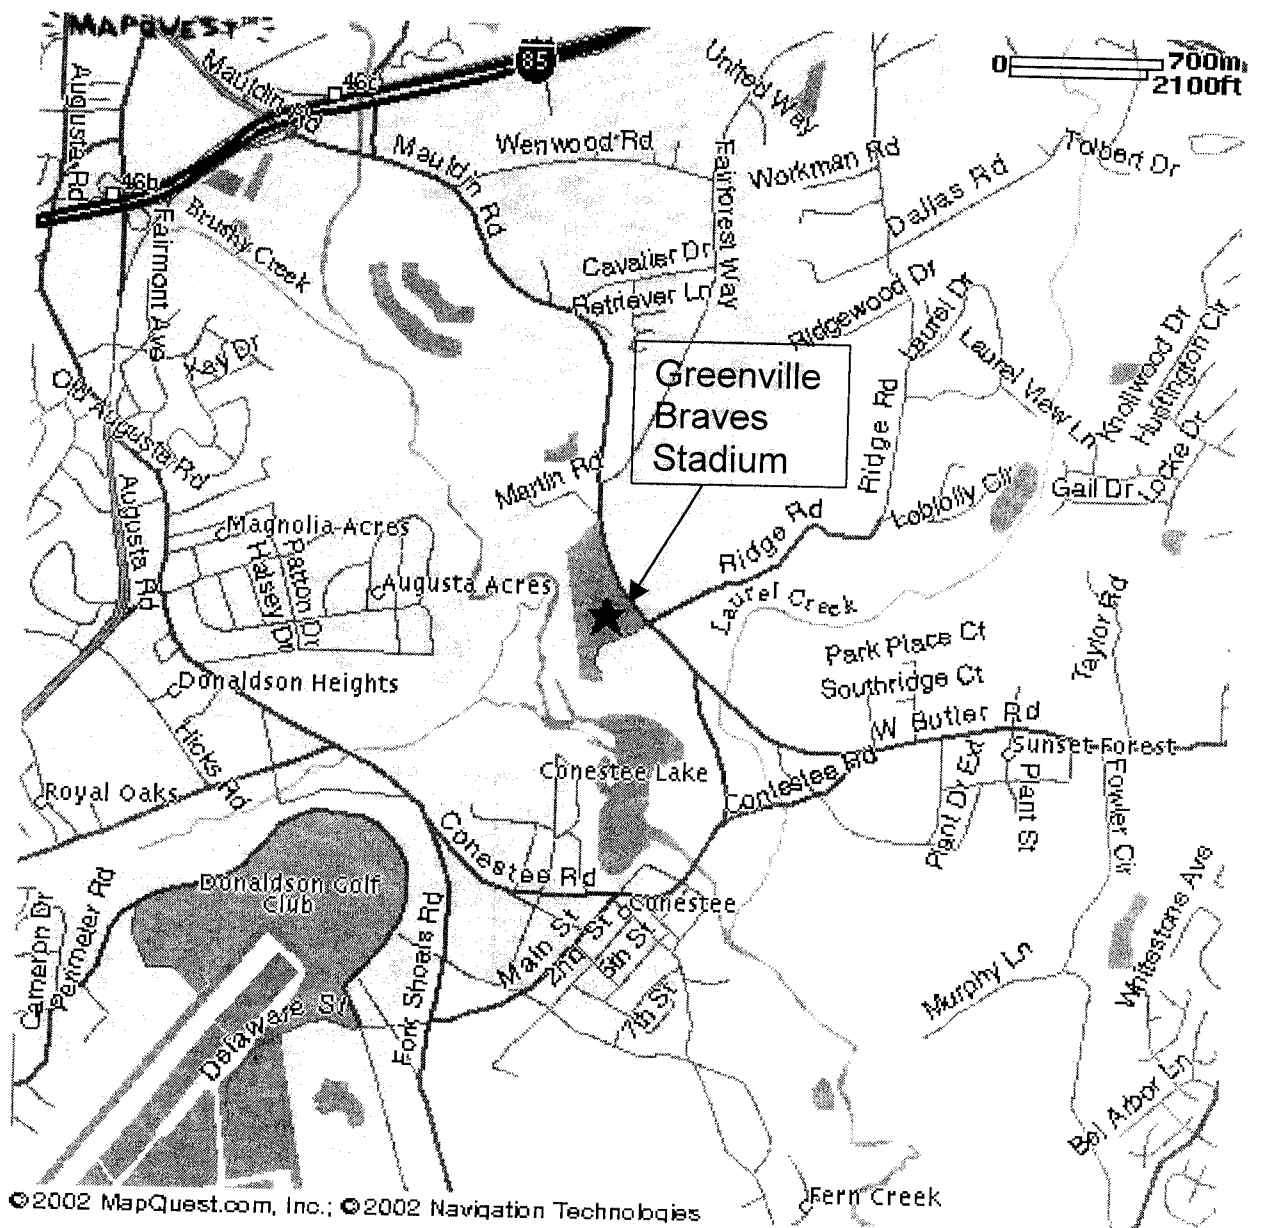 MAPQUEST
85
0 700m
2100ft
46c
46b
Augusta Rd
Mauldin Rd
United Way
Mauldin Rd
Wenwood Rd
Fairforest Way
Workman Rd
Dallas Rd
Tolbert Dr
Fairmont Ave
Brushy Creek
Cavalier Dr
Retriever Ln
Ridgewood Dr
Laurel Dr
Laurel View Ln
Knollwood Dr
Huntington Cir
Kay Dr
Old Augusta Rd
Greenville
Braves
Stadium
Ridge Rd
Locke Dr
Gail Dr
Martin Rd
Loblolly Cir
Augusta Rd
Magnolia Acres
Halsey Dr
Patton Dr
Augusta Acres
Ridge Rd
Laurel Creek
Park Place Ct
Southridge Ct
Taylor Rd
Donaldson Heights
Hicks Rd
W Butler Rd
Sunset Forest
Royal Oaks
Conestee Lake
Conestee Rd
Plant Dr Ex
Plant St
Fowler Cir
Conestee Rd
Donaldson Golf
Club
Conestee
Cameron Dr
Perimeter Rd
Fork Shoals Rd
Main St
2nd St
5th St
7th St
Whitestone Ave
Murphy Ln
Delaware St
Bel Arbor Ln
Fern Creek
©2002 MapQuest.com, Inc.; ©2002 Navigation Technologies